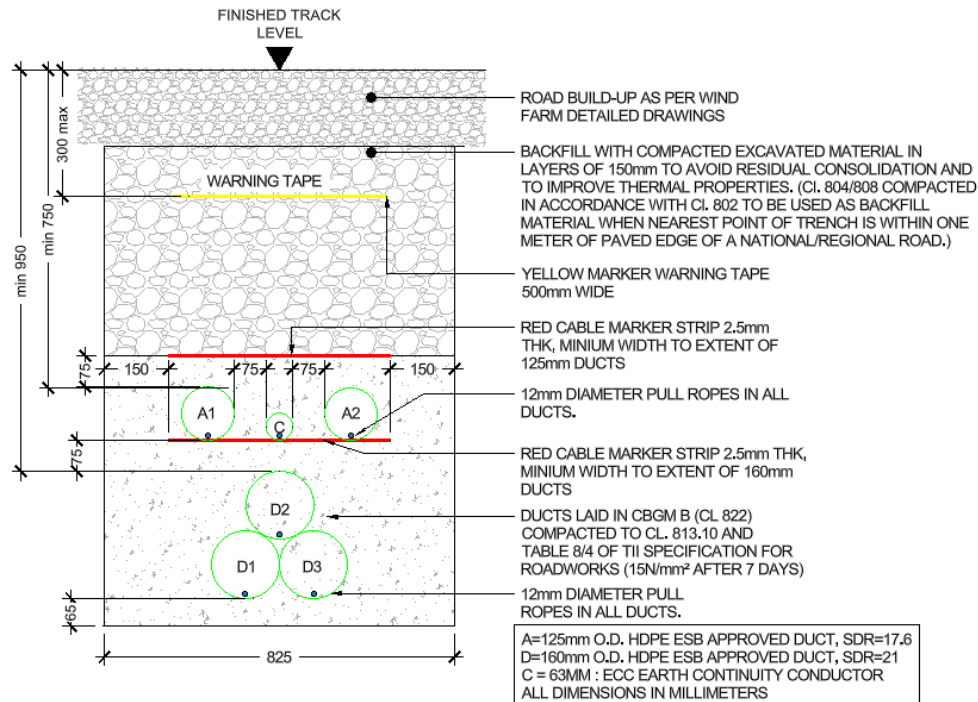 FINISHED TRACK
LEVEL
300 max
min 750
min 950
ROAD BUILD-UP AS PER WIND
FARM DETAILED DRAWINGS
BACKFILL WITH COMPACTED EXCAVATED MATERIAL IN
LAYERS OF 150mm TO AVOID RESIDUAL CONSOLIDATION AND
TO IMPROVE THERMAL PROPERTIES. (Cl. 804/808 COMPACTED
IN ACCORDANCE WITH Cl. 802 TO BE USED AS BACKFILL
MATERIAL WHEN NEAREST POINT OF TRENCH IS WITHIN ONE
METER OF PAVED EDGE OF A NATIONAL/REGIONAL ROAD.)
WARNING TAPE
YELLOW MARKER WARNING TAPE
500mm WIDE
RED CABLE MARKER STRIP 2.5mm
THK, MINIUM WIDTH TO EXTENT OF
125mm DUCTS
75
150
75
75
150
A1
C
A2
12mm DIAMETER PULL ROPES IN ALL
DUCTS.
75
RED CABLE MARKER STRIP 2.5mm THK,
MINIUM WIDTH TO EXTENT OF 160mm
DUCTS
D2
D1
D3
DUCTS LAID IN CBGM B (CL 822)
COMPACTED TO CL. 813.10 AND
TABLE 8/4 OF TII SPECIFICATION FOR
ROADWORKS (15N/mm² AFTER 7 DAYS)
12mm DIAMETER PULL
ROPES IN ALL DUCTS.
65
825
A=125mm O.D. HDPE ESB APPROVED DUCT, SDR=17.6
D=160mm O.D. HDPE ESB APPROVED DUCT, SDR=21
C = 63MM : ECC EARTH CONTINUITY CONDUCTOR
ALL DIMENSIONS IN MILLIMETERS